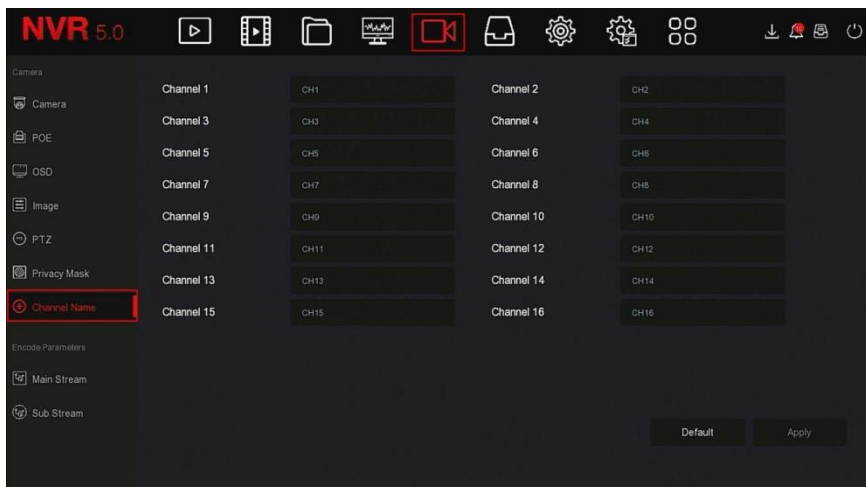 NVR 5.0
Camera
Camera
POE
OSD
Image
PTZ
Privacy Mask
Channel Name
Encode Parameters
Main Stream
Sub Stream
Channel 1 CH1 Channel 2 CH2
Channel 3 CH3 Channel 4 CH4
Channel 5 CH5 Channel 6 CH6
Channel 7 CH7 Channel 8 CH8
Channel 9 CH9 Channel 10 CH10
Channel 11 CH11 Channel 12 CH12
Channel 13 CH13 Channel 14 CH14
Channel 15 CH15 Channel 16 CH16
Default Apply